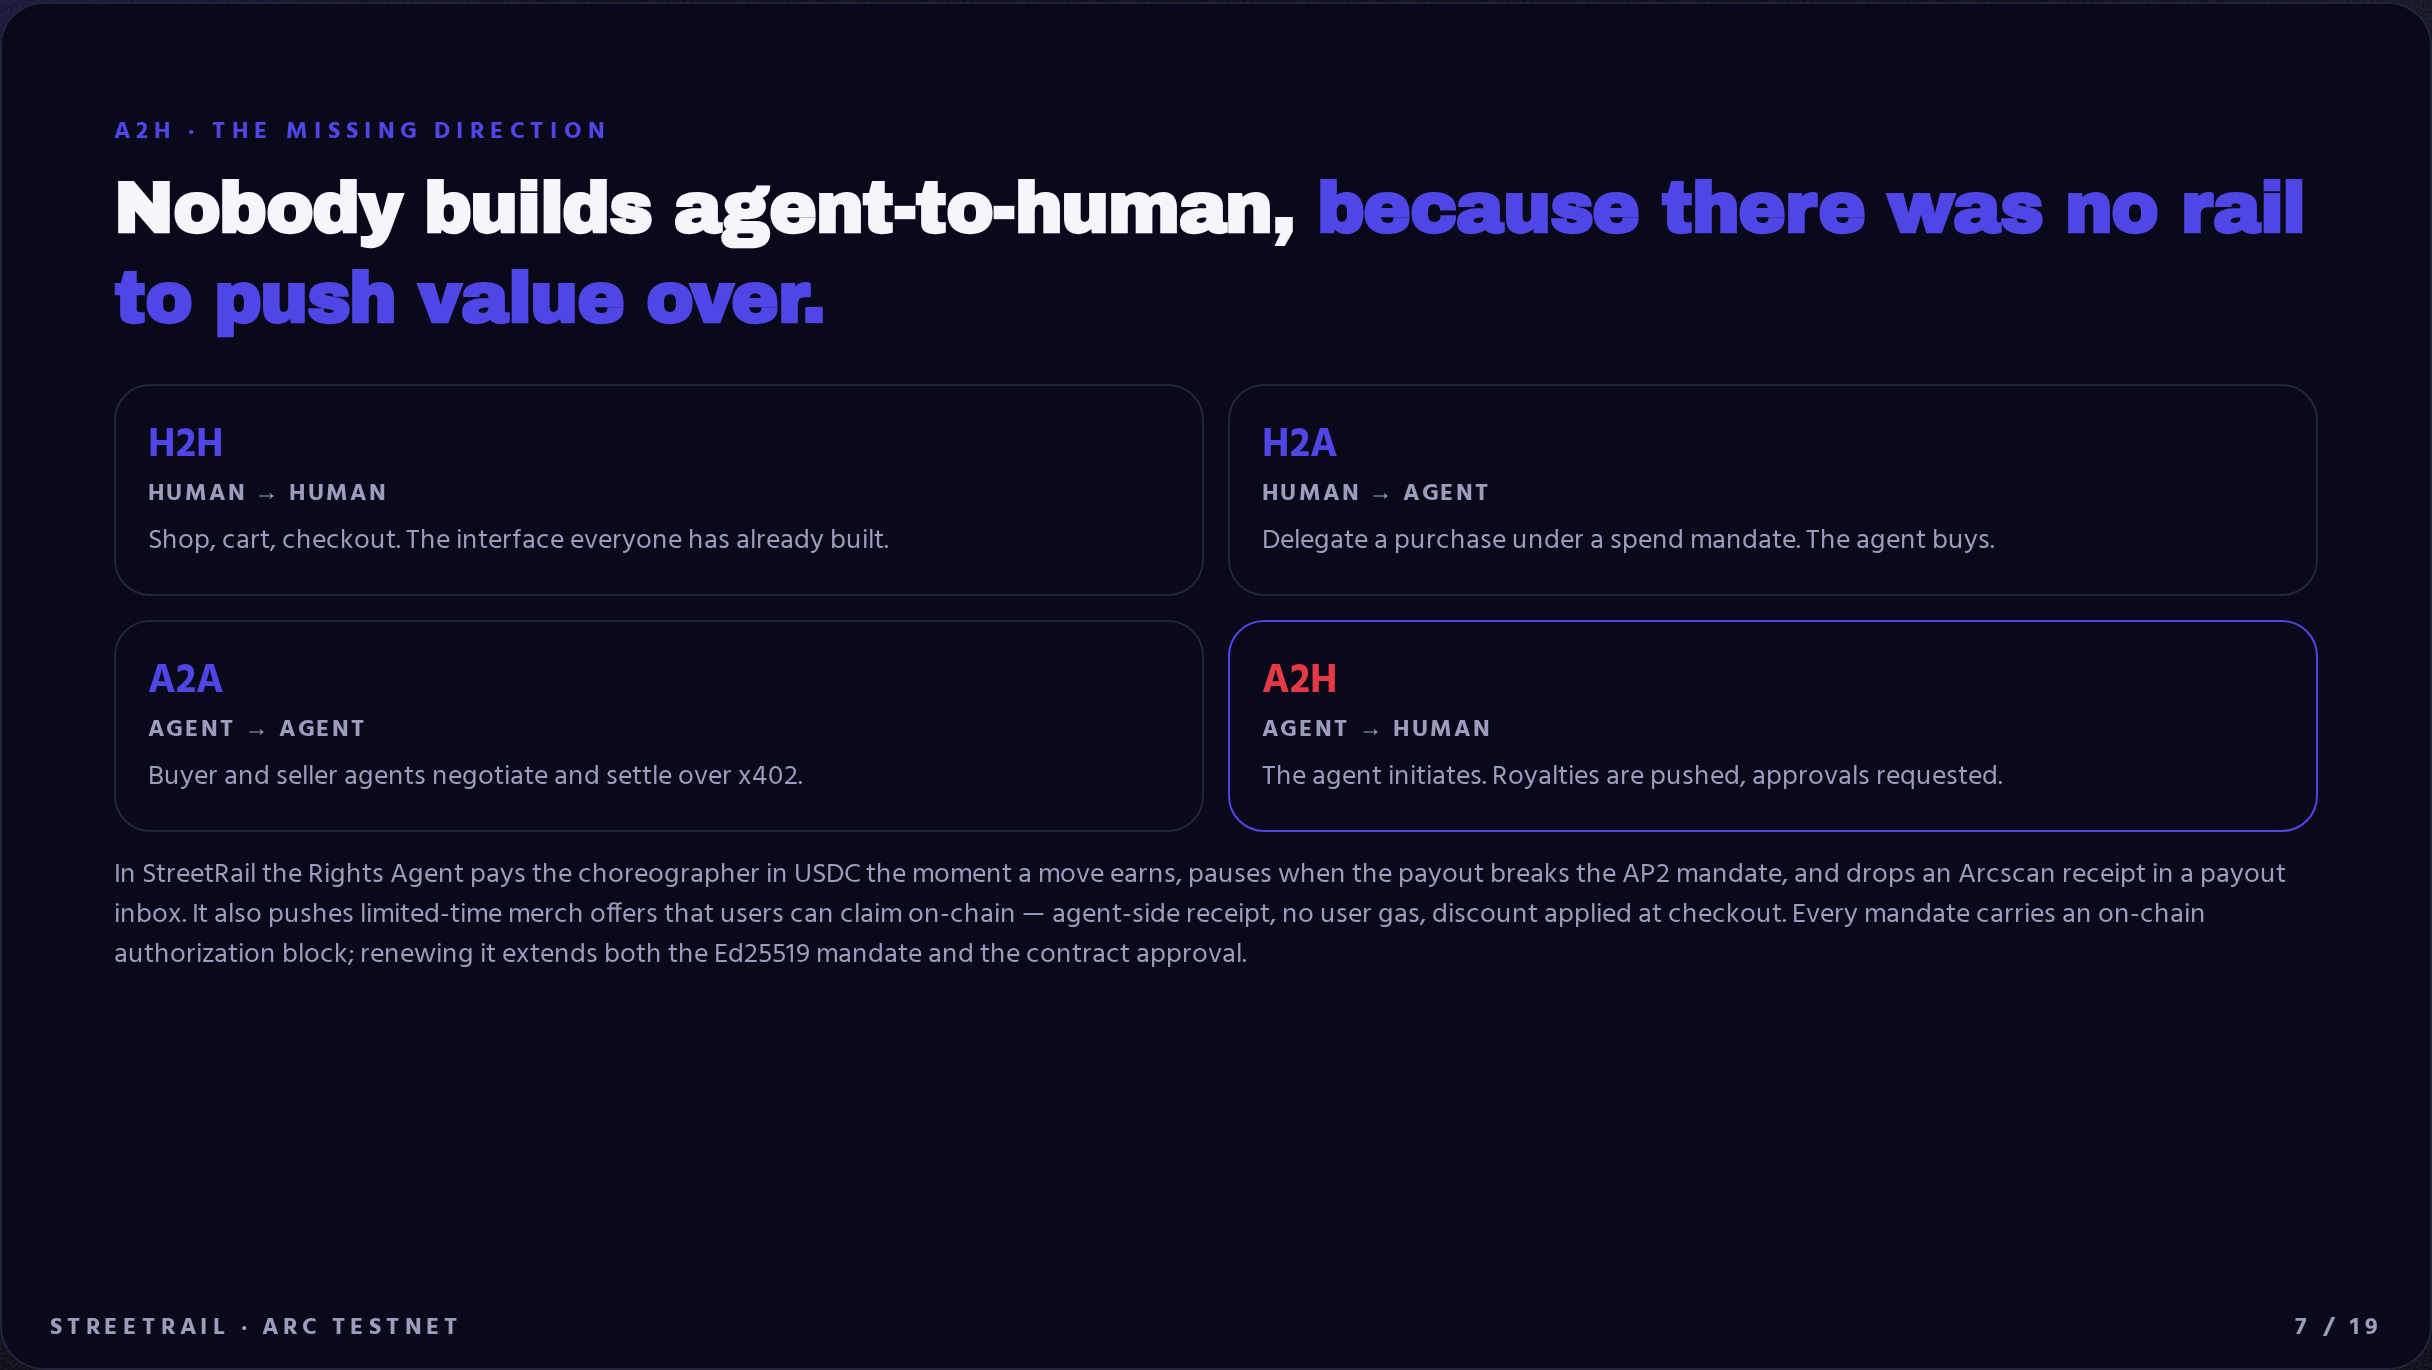 A2H · THE MISSING DIRECTION
Nobody builds agent-to-human, because there was no rail
to push value over.
H2H
HUMAN → HUMAN
Shop, cart, checkout. The interface everyone has already built.
H2A
HUMAN → AGENT
Delegate a purchase under a spend mandate. The agent buys.
A2A
AGENT → AGENT
Buyer and seller agents negotiate and settle over x402.
A2H
AGENT → HUMAN
The agent initiates. Royalties are pushed, approvals requested.
In StreetRail the Rights Agent pays the choreographer in USDC the moment a move earns, pauses when the payout breaks the AP2 mandate, and drops an Arcscan receipt in a payout
inbox. It also pushes limited-time merch offers that users can claim on-chain — agent-side receipt, no user gas, discount applied at checkout. Every mandate carries an on-chain
authorization block; renewing it extends both the Ed25519 mandate and the contract approval.
STREETRAIL · ARC TESTNET
7 / 19